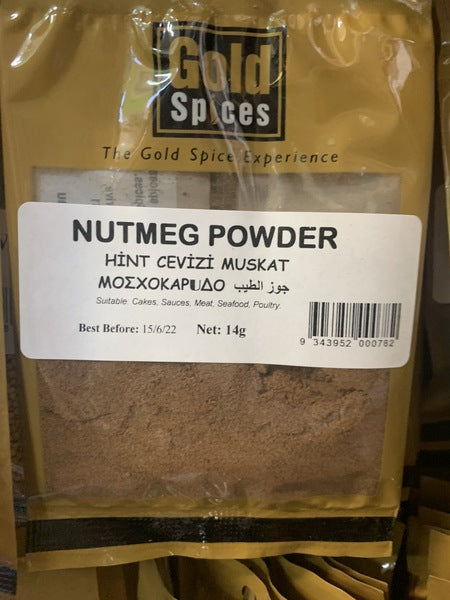 Gold
Spices
The Gold Spice Experience
NUTMEG POWDER
HİNT CEVİZİ MUSKAT
ΜΟΣΧΟΚΑΡUΔΟ جوز الطيب
Suitable: Cakes, Sauces, Meat, Seafood, Poultry.
Best Before: 15/6/22 Net: 14g
9 343952 000782